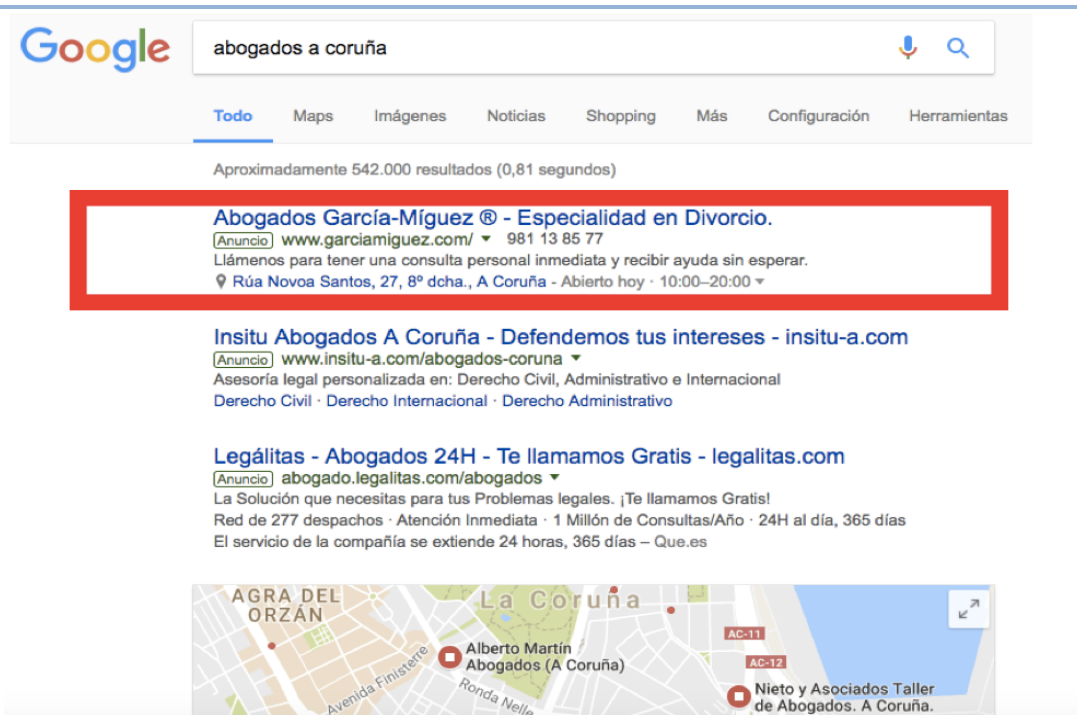 Google
abogados a coruña
Todo Maps Imágenes Noticias Shopping Más Configuración Herramientas
Aproximadamente 542.000 resultados (0,81 segundos)
Abogados García-Míguez ® - Especialidad en Divorcio.
Anuncio www.garciamiguez.com/ 981 13 85 77
Llámenos para tener una consulta personal inmediata y recibir ayuda sin esperar.
Rúa Novoa Santos, 27, 8º dcha., A Coruña - Abierto hoy · 10:00–20:00
Insitu Abogados A Coruña - Defendemos tus intereses - insitu-a.com
Anuncio www.insitu-a.com/abogados-coruna
Asesoría legal personalizada en: Derecho Civil, Administrativo e Internacional
Derecho Civil · Derecho Internacional · Derecho Administrativo
Legálitas - Abogados 24H - Te llamamos Gratis - legalitas.com
Anuncio abogado.legalitas.com/abogados
La Solución que necesitas para tus Problemas legales. ¡Te llamamos Gratis!
Red de 277 despachos · Atención Inmediata · 1 Millón de Consultas/Año · 24H al día, 365 días
El servicio de la compañía se extiende 24 horas, 365 días – Que.es
AGRA DEL
ORZÁN
La Coruña
AC-11
Alberto Martín
Abogados (A Coruña)
AC-12
Avenida Finisterre
Ronda Nelle
Nieto y Asociados Taller
de Abogados. A Coruña.